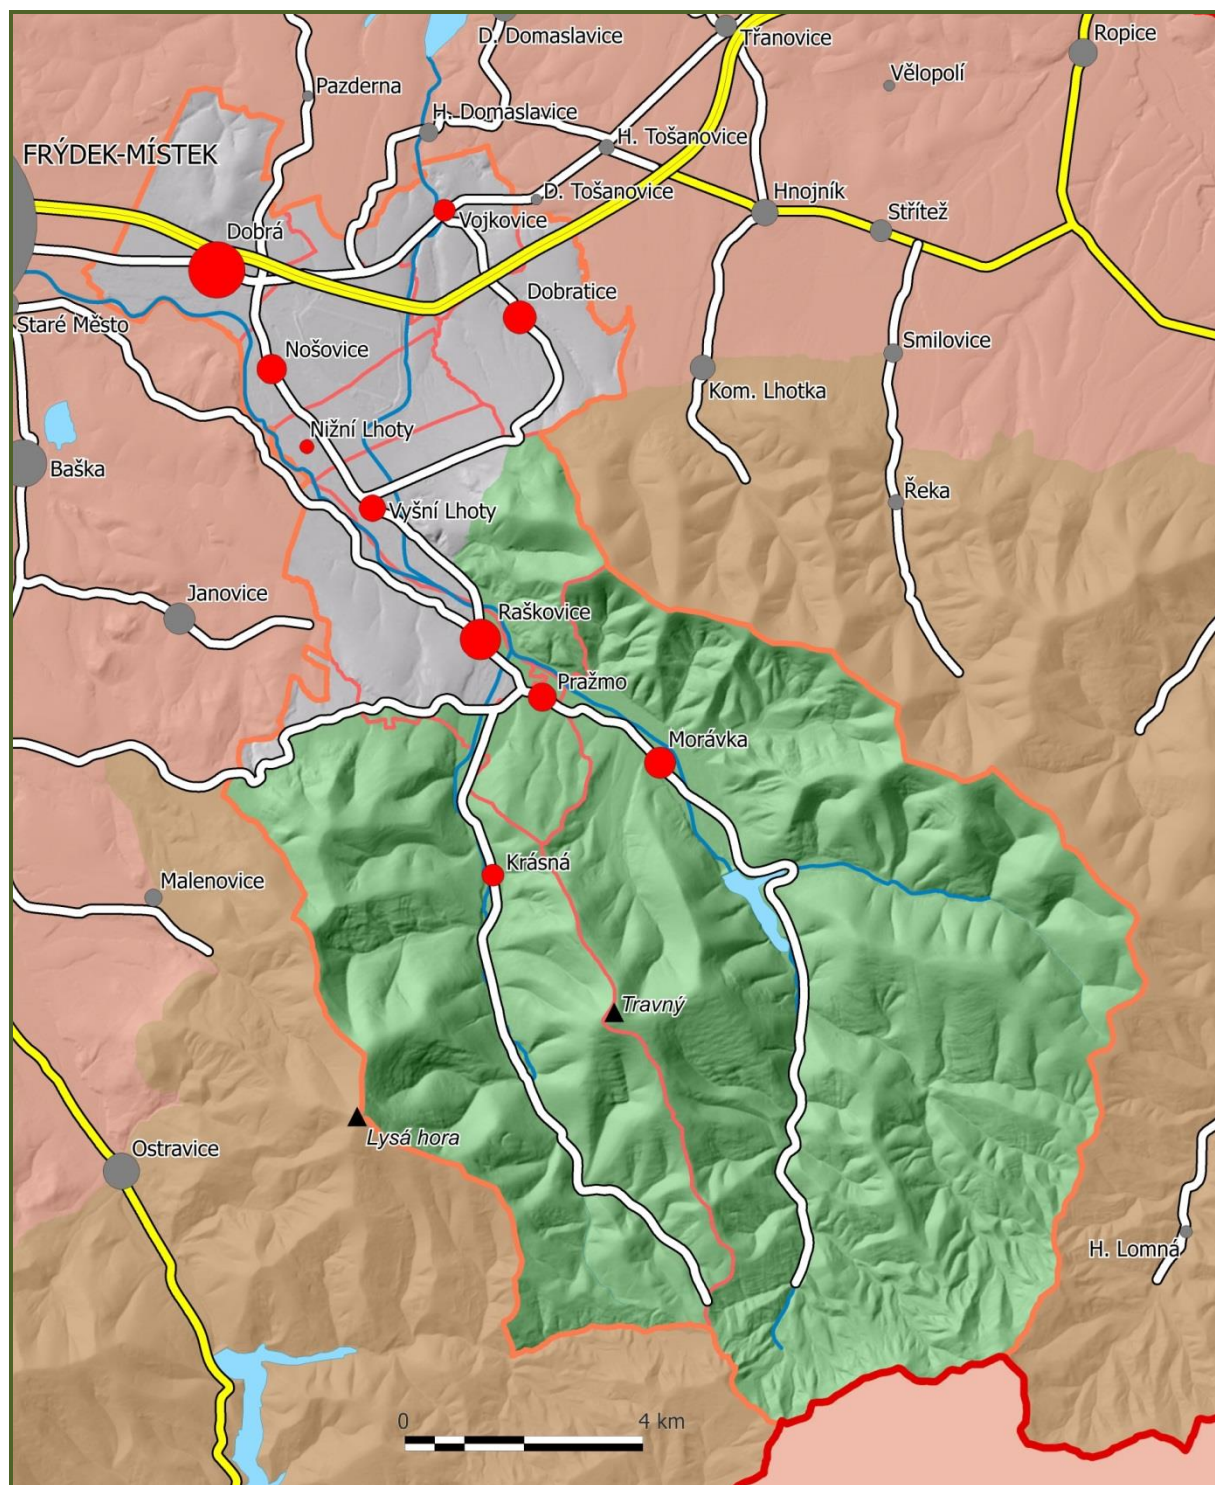 D. Domaslavice
Třanovice
Ropice
Vělopolí
Pazderna
H. Domaslavice
H. Tošanovice
FRÝDEK-MÍSTEK
D. Tošanovice
Hnojník
Vojkovice
Střítež
Dobrá
Dobratice
Staré Město
Nošovice
Smilovice
Kom. Lhotka
Nižní Lhoty
Baška
Řeka
Vyšní Lhoty
Janovice
Raškovice
Pražmo
Morávka
Krásná
Malenovice
Travný
Lysá hora
Ostravice
H. Lomná
0 4 km